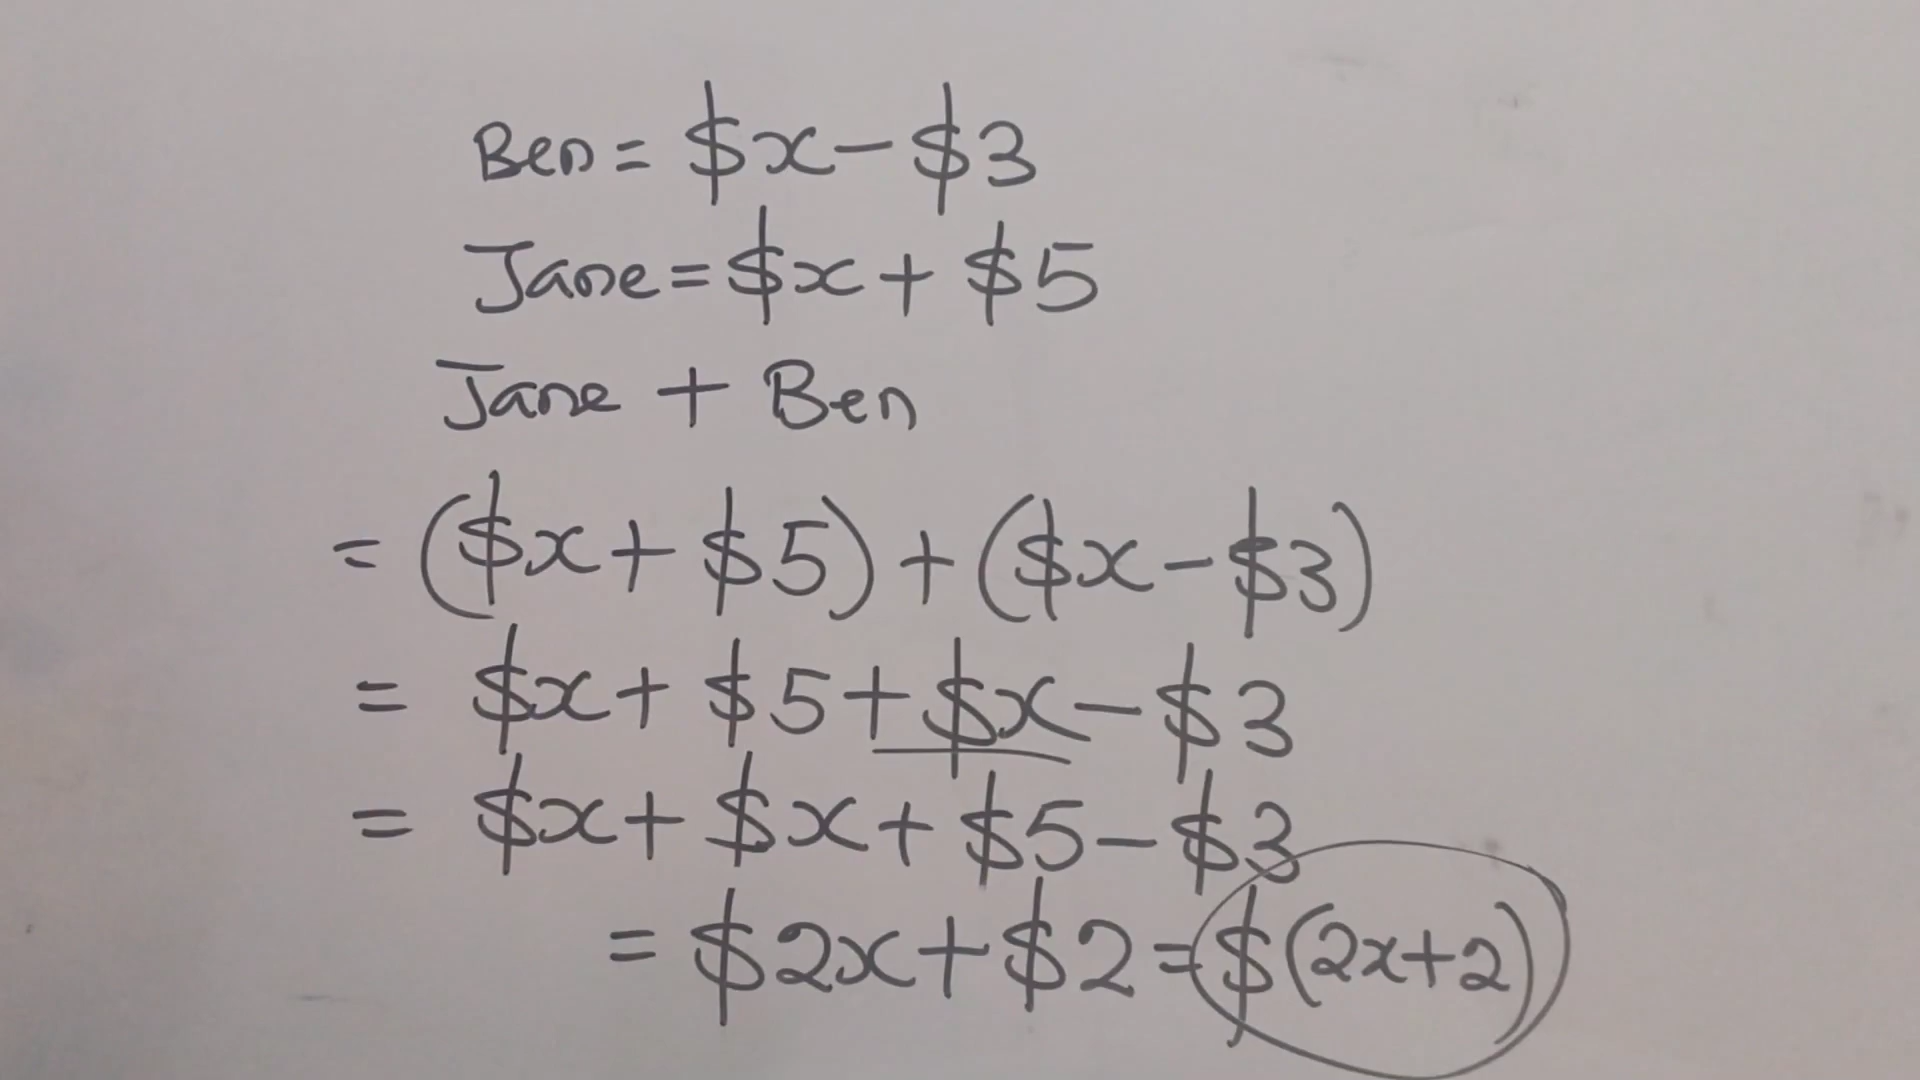 Ben = $x - $3
Jane = $x + $5
Jane + Ben
= ($x + $5) + ($x - $3)
= $x + $5 + $x - $3
= $x + $x + $5 - $3
= $2x + $2 = $(2x+2)